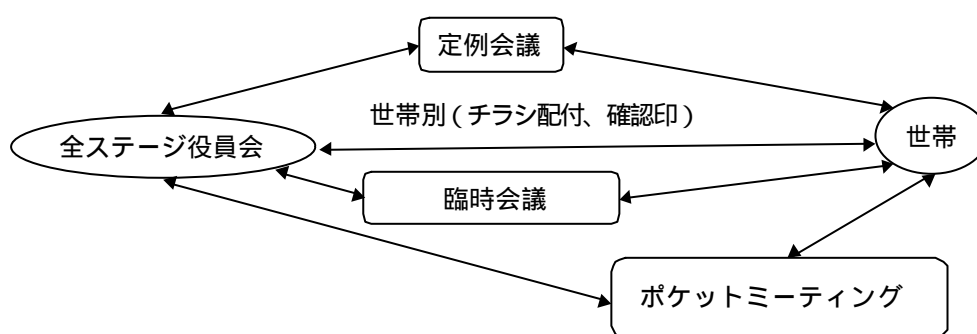 定例会議
世帯別(チラシ配付、確認印)
全ステージ役員会
世帯
臨時会議
ポケットミーティング